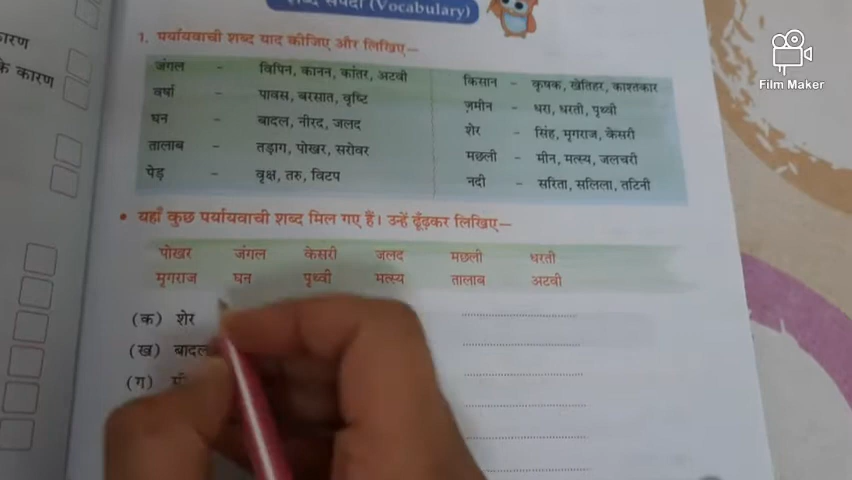 शब्द संपदा (Vocabulary)
कारण
के कारण
1. पर्यायवाची शब्द याद कीजिए और लिखिए—
जंगल - विपिन, कानन, कांतर, अटवी
वर्षा - पावस, बरसात, वृष्टि
घन - बादल, नीरद, जलद
तालाब - तड़ाग, पोखर, सरोवर
पेड़ - वृक्ष, तरु, विटप
किसान - कृषक, खेतिहर, काश्तकार
ज़मीन - धरा, धरती, पृथ्वी
शेर - सिंह, मृगराज, केसरी
मछली - मीन, मत्स्य, जलचरी
नदी - सरिता, सलिला, तटिनी
• यहाँ कुछ पर्यायवाची शब्द मिल गए हैं। उन्हें ढूँढ़कर लिखिए—
पोखर जंगल केसरी जलद मछली धरती
मृगराज घन पृथ्वी मत्स्य तालाब अटवी
(क) शेर
(ख) बादल
(ग)
Film Maker